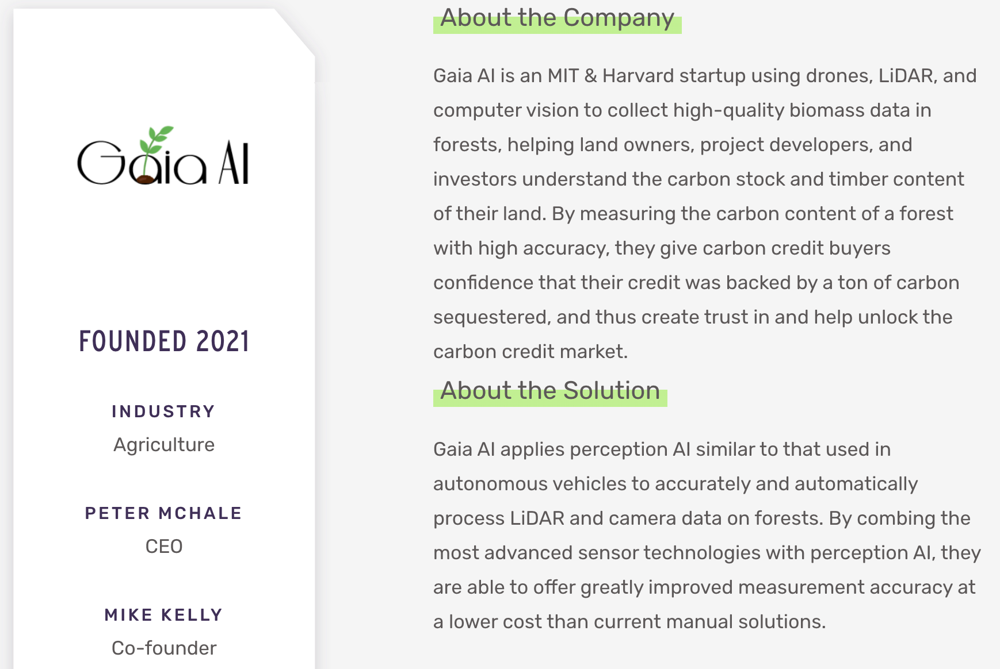 Gaia AI
FOUNDED 2021
INDUSTRY
Agriculture
PETER MCHALE
CEO
MIKE KELLY
Co-founder
About the Company
Gaia AI is an MIT & Harvard startup using drones, LiDAR, and
computer vision to collect high-quality biomass data in
forests, helping land owners, project developers, and
investors understand the carbon stock and timber content
of their land. By measuring the carbon content of a forest
with high accuracy, they give carbon credit buyers
confidence that their credit was backed by a ton of carbon
sequestered, and thus create trust in and help unlock the
carbon credit market.
About the Solution
Gaia AI applies perception AI similar to that used in
autonomous vehicles to accurately and automatically
process LiDAR and camera data on forests. By combing the
most advanced sensor technologies with perception AI, they
are able to offer greatly improved measurement accuracy at
a lower cost than current manual solutions.